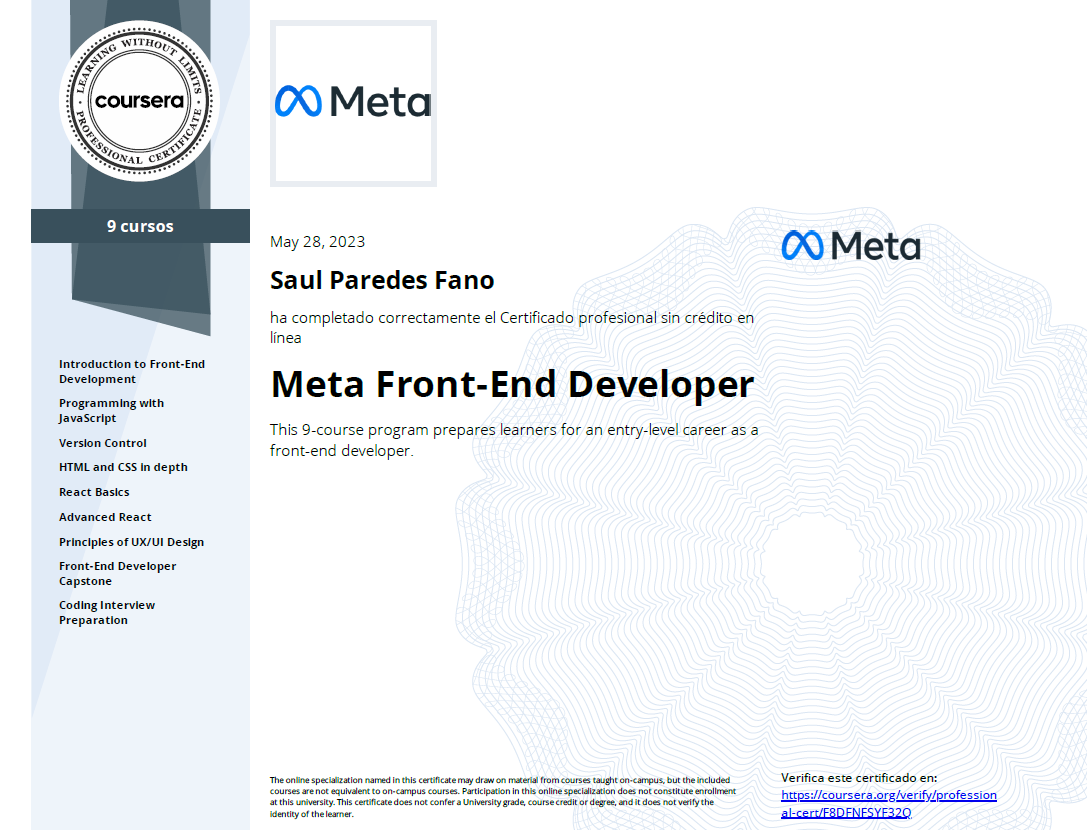 LEARNING WITHOUT LIMITS
coursera
PROFESSIONAL CERTIFICATE
9 cursos
Introduction to Front-End
Development
Programming with
JavaScript
Version Control
HTML and CSS in depth
React Basics
Advanced React
Principles of UX/UI Design
Front-End Developer
Capstone
Coding Interview
Preparation
Meta
May 28, 2023
Saul Paredes Fano
ha completado correctamente el Certificado profesional sin crédito en
línea
Meta Front-End Developer
This 9-course program prepares learners for an entry-level career as a
front-end developer.
Meta
The online specialization named in this certificate may draw on material from courses taught on-campus, but the included
courses are not equivalent to on-campus courses. Participation in this online specialization does not constitute enrollment
at this university. This certificate does not confer a University grade, course credit or degree, and it does not verify the
identity of the learner.
Verifica este certificado en:
https://coursera.org/verify/profession
al-cert/F8DFNFSYF32Q